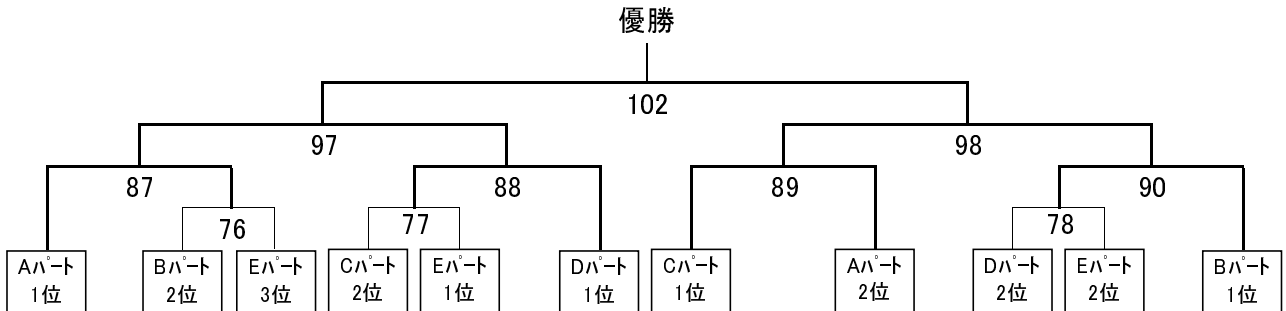 優勝
102
97
98
87
88
89
90
76
77
78
Aパート
1位
Bパート
2位
Eパート
3位
Cパート
2位
Eパート
1位
Dパート
1位
Cパート
1位
Aパート
2位
Dパート
2位
Eパート
2位
Bパート
1位